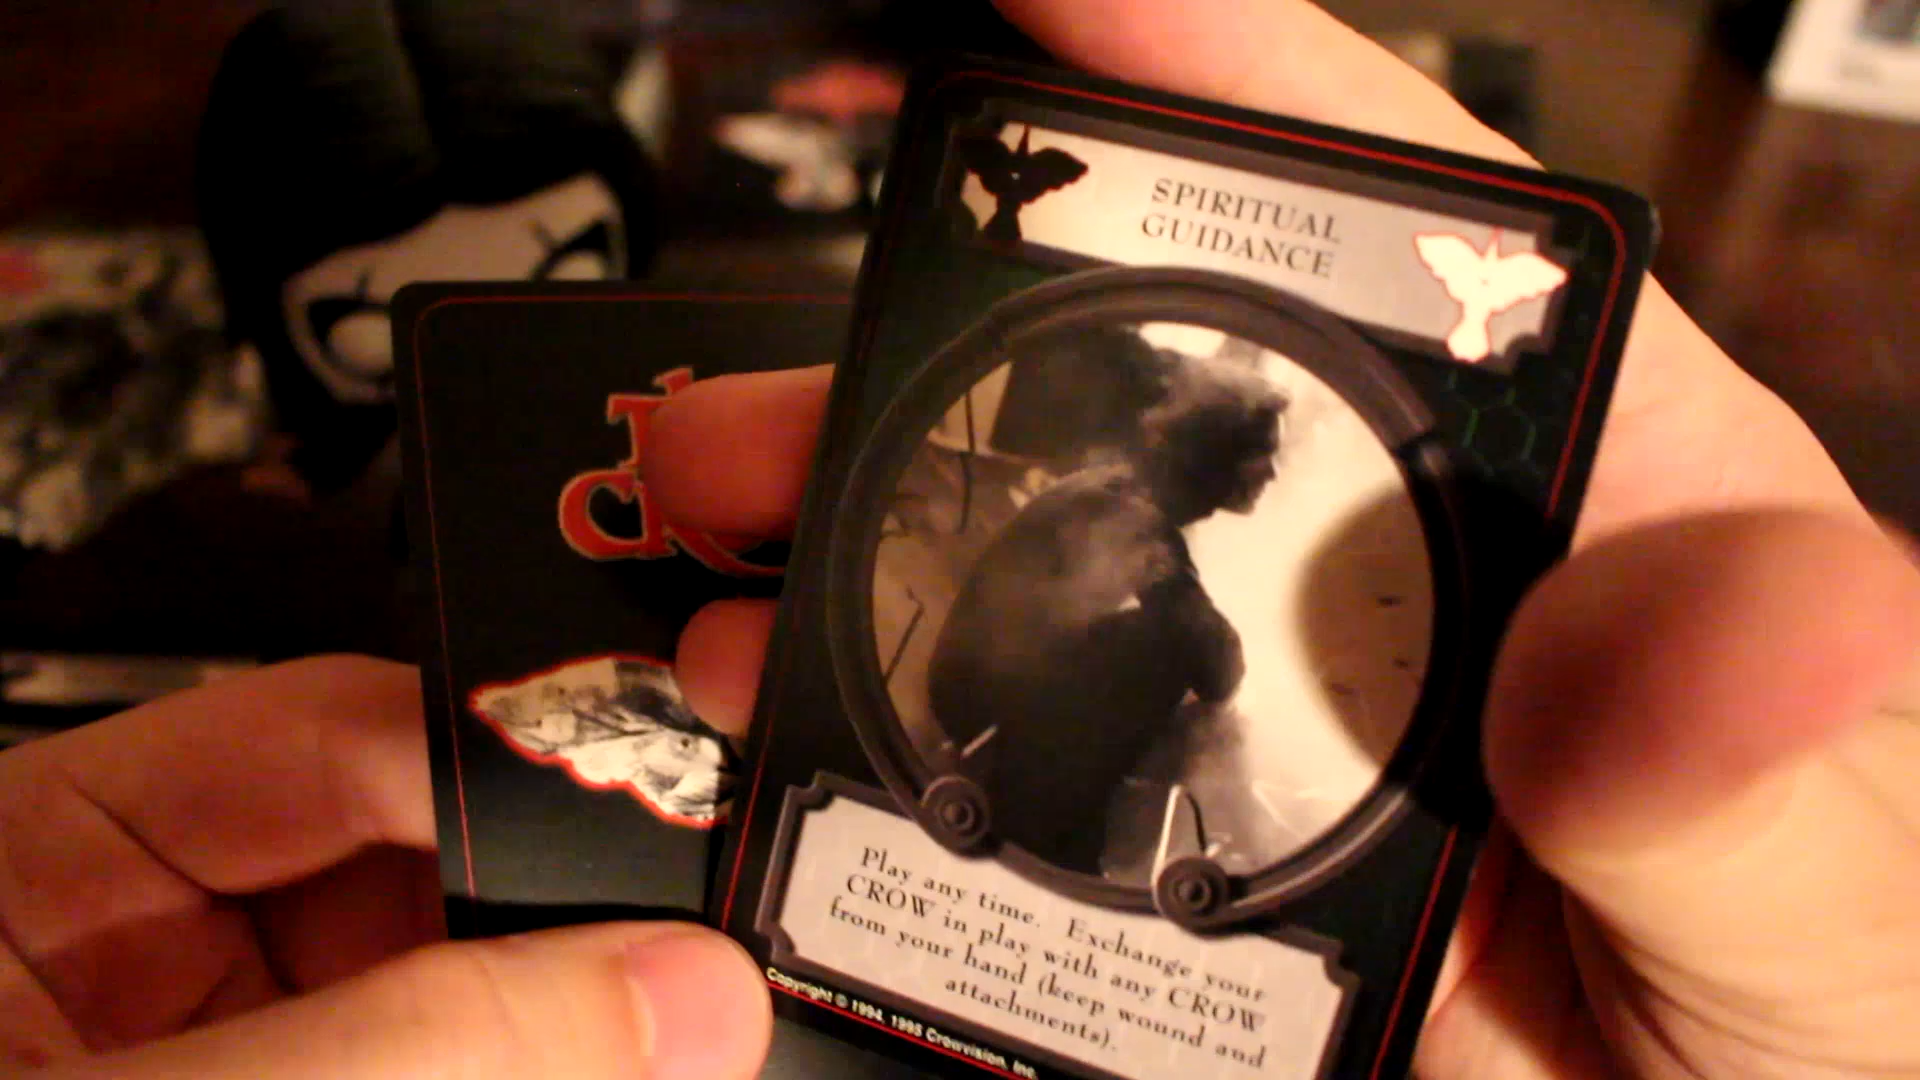 SPIRITUAL
GUIDANCE
Play any time. Exchange your
CROW in play with any CROW
from your hand (keep wound and
attachments).
Copyright © 1994, 1995 Crowvision, Inc.